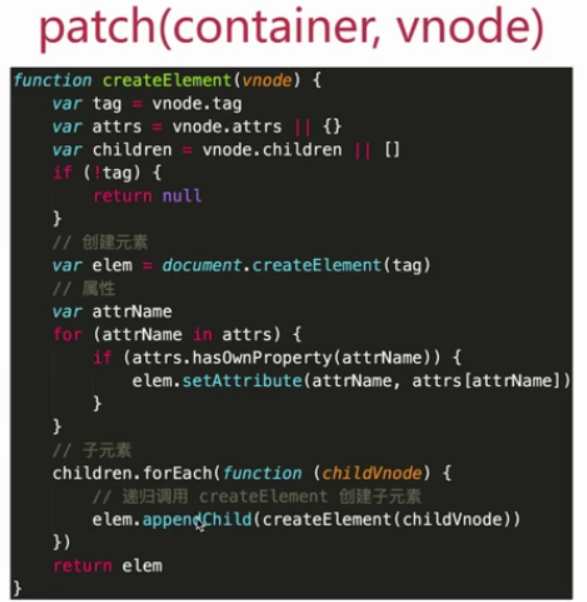 patch(container, vnode)
function createElement(vnode) {
    var tag = vnode.tag
    var attrs = vnode.attrs || {}
    var children = vnode.children || []
    if (!tag) {
        return null
    }
    // 创建元素
    var elem = document.createElement(tag)
    // 属性
    var attrName
    for (attrName in attrs) {
        if (attrs.hasOwnProperty(attrName)) {
            elem.setAttribute(attrName, attrs[attrName])
        }
    }
    // 子元素
    children.forEach(function (childVnode) {
        // 递归调用 createElement 创建子元素
        elem.appendChild(createElement(childVnode))
    })
    return elem
}